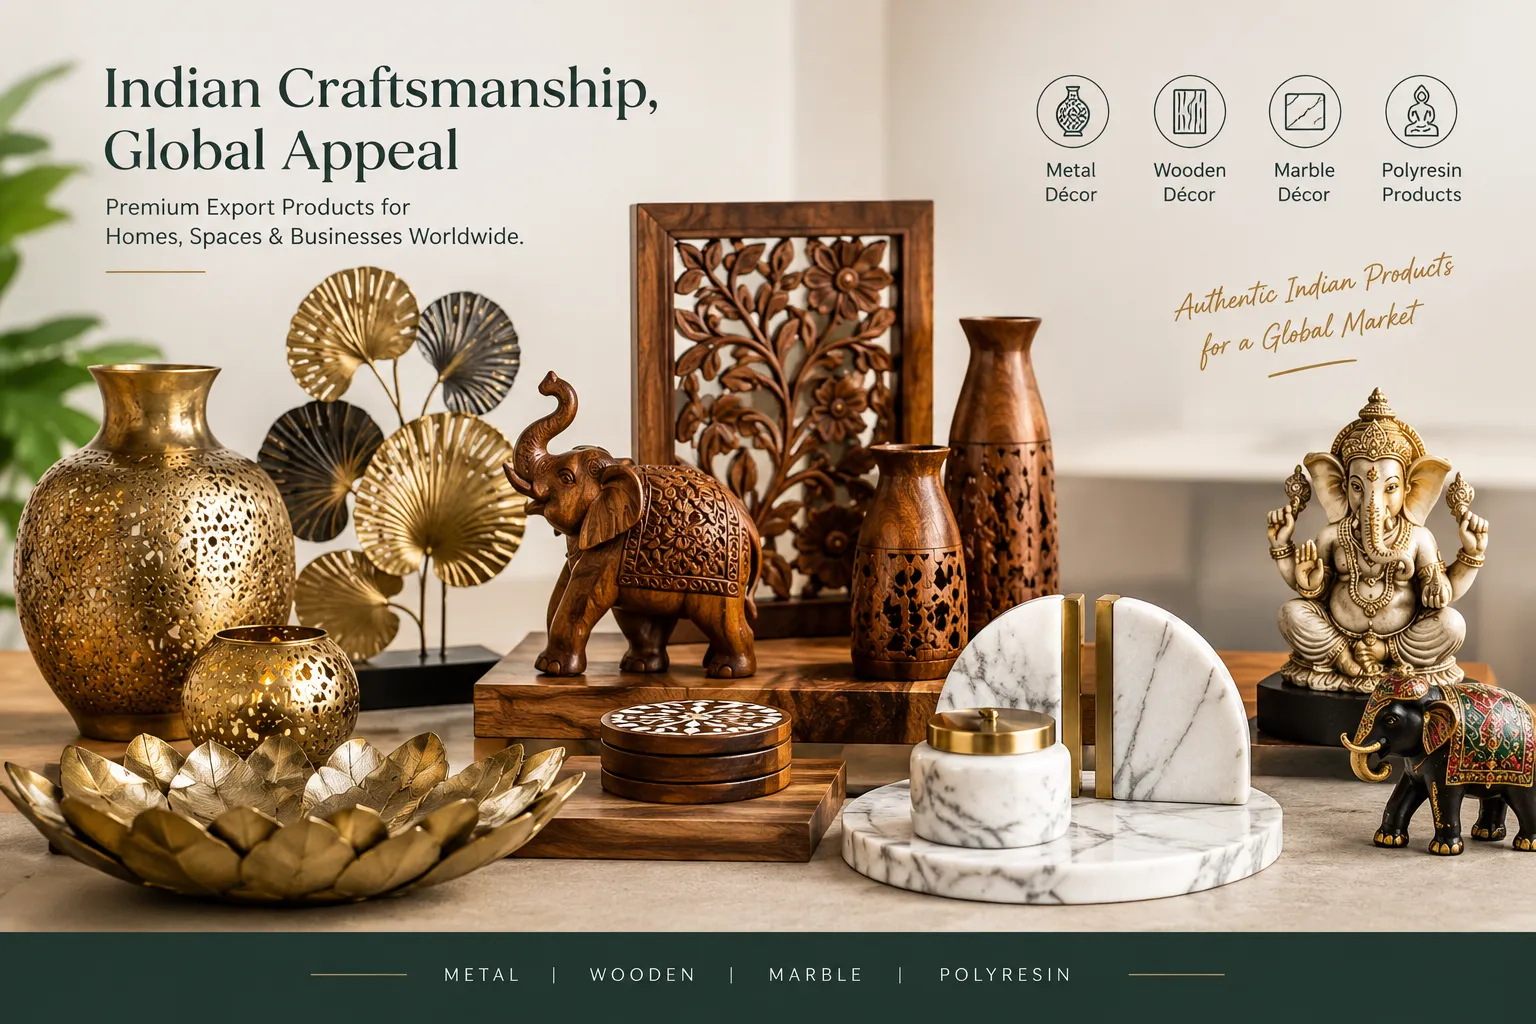 Indian Craftsmanship,
Global Appeal
Premium Export Products for
Homes, Spaces & Businesses Worldwide.
Metal
Décor
Wooden
Décor
Marble
Décor
Polyresin
Products
Authentic Indian Products
for a Global Market
METAL | WOODEN | MARBLE | POLYRESIN